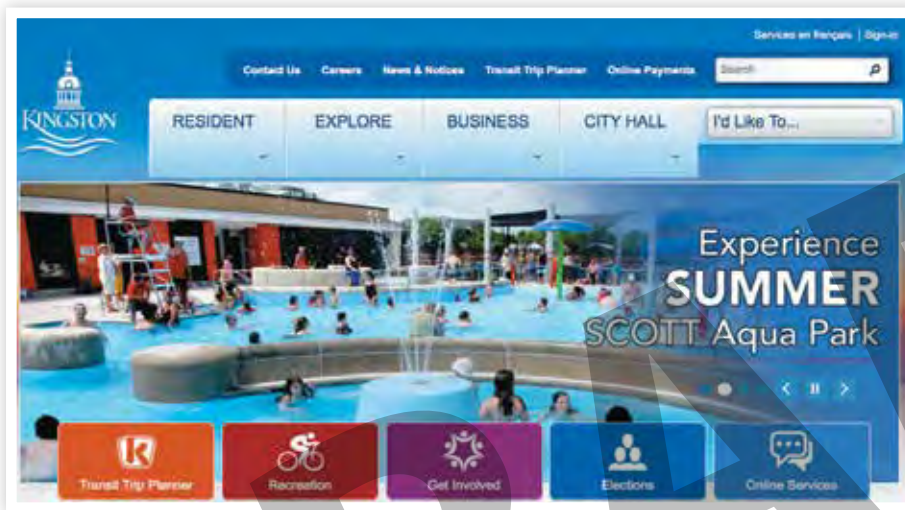 Services en français | Sign-in
Contact Us Careers News & Notices Transit Trip Planner Online Payments Search
KINGSTON
RESIDENT EXPLORE BUSINESS CITY HALL I'd Like To...
Experience
SUMMER
SCOTT Aqua Park
Transit Trip Planner Recreation Get Involved Elections Online Services